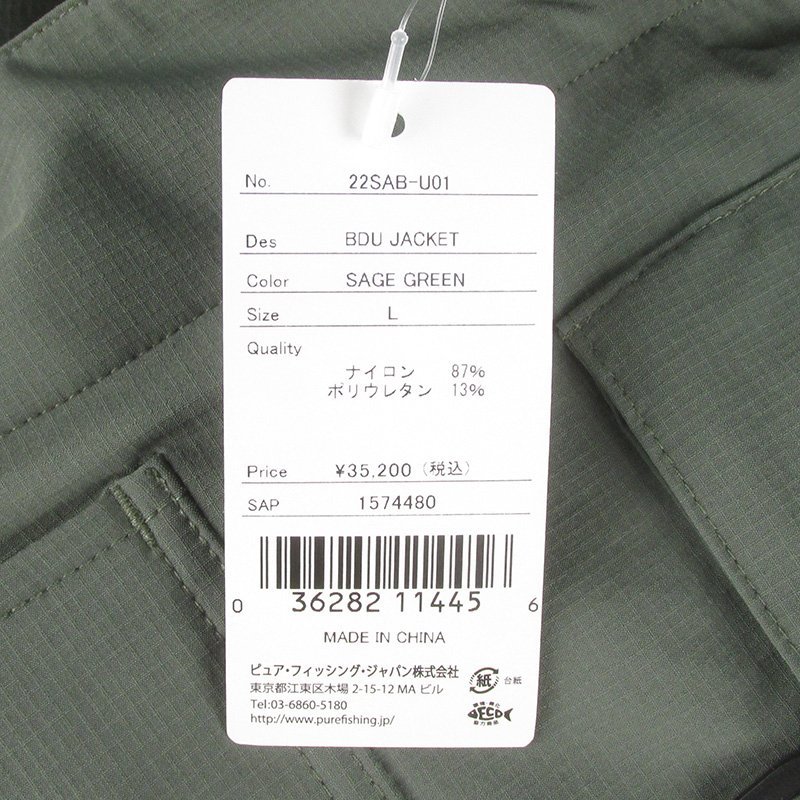 No. 22SAB-U01
Des BDU JACKET
Color SAGE GREEN
Size L
Quality
ナイロン 87%
ポリウレタン 13%
Price ¥35,200 (税込)
SAP 1574480
0 36282 11445 6
MADE IN CHINA
ピュア・フィッシング・ジャパン株式会社
東京都江東区木場 2-15-12 MA ビル
Tel:03-6860-5180
http://www.purefishing.jp/
紙 台紙
DECO